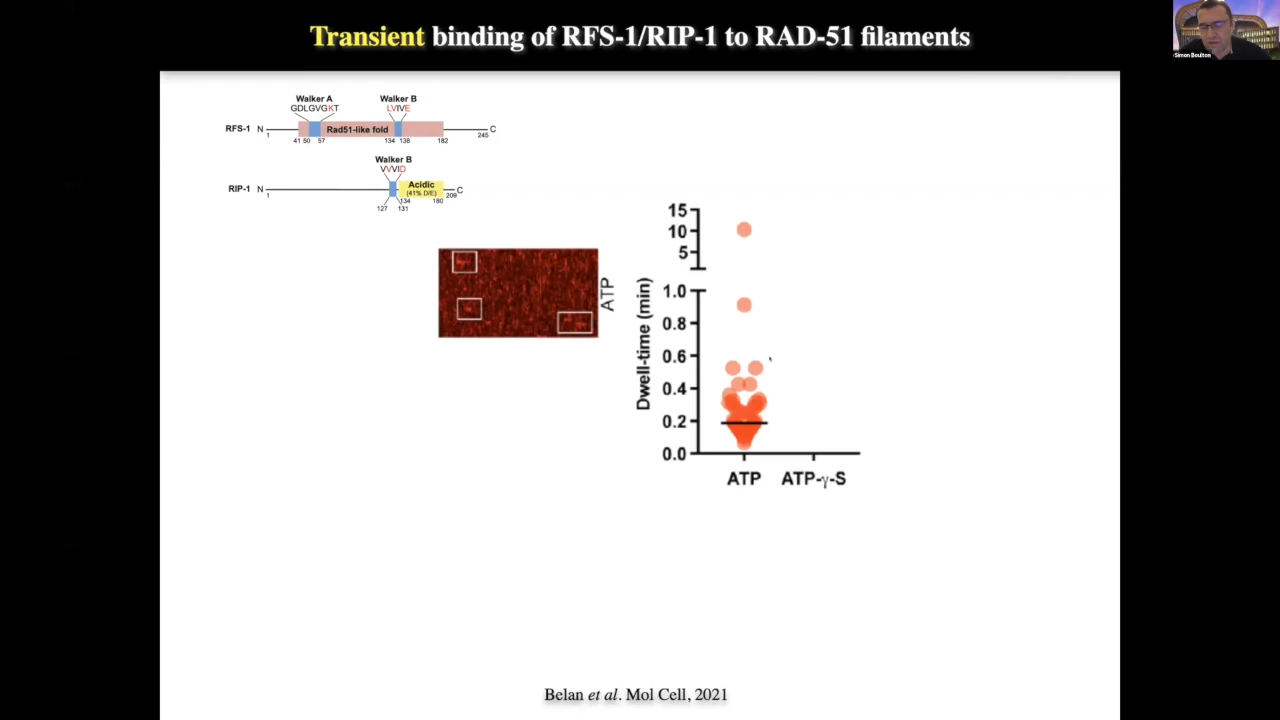 Transient binding of RFS-1/RIP-1 to RAD-51 filaments
Simon Boulton
Walker A
Walker B
GDLGVGKT
LVIVE
RFS-1
N
Rad51-like fold
C
1
41
50
57
134
138
182
245
Walker B
VVVID
RIP-1
N
Acidic
(41% D/E)
C
1
127
131
134
180
209
ATP
Dwell-time (min)
15
10
5
1.0
0.8
0.6
0.4
0.2
0.0
ATP
ATP-γ-S
Belan et al. Mol Cell, 2021